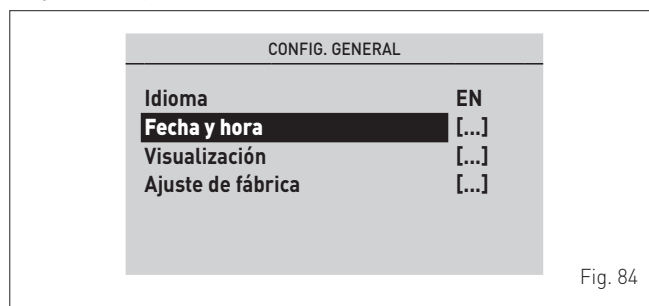 CONFIG. GENERAL
Idioma EN
Fecha y hora [...]
Visualización [...]
Ajuste de fábrica [...]
Fig. 84